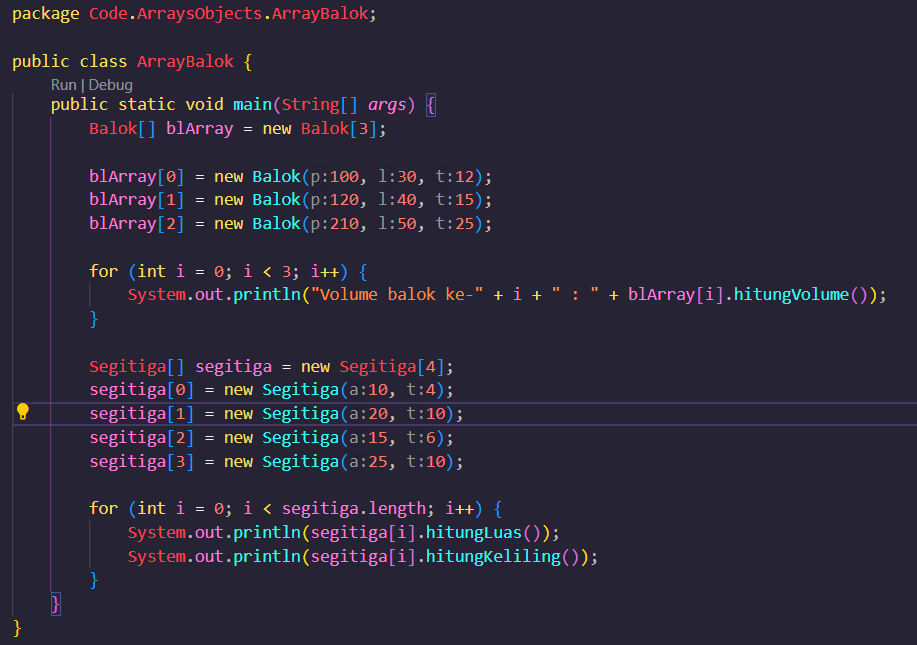 package Code.ArraysObjects.ArrayBalok;
public class ArrayBalok {
Run | Debug
public static void main(String[] args) {
Balok[] blArray = new Balok[3];
blArray[0] = new Balok(p:100, l:30, t:12);
blArray[1] = new Balok(p:120, l:40, t:15);
blArray[2] = new Balok(p:210, l:50, t:25);
for (int i = 0; i < 3; i++) {
System.out.println("Volume balok ke-" + i + " : " + blArray[i].hitungVolume());
}
Segitiga[] segitiga = new Segitiga[4];
segitiga[0] = new Segitiga(a:10, t:4);
segitiga[1] = new Segitiga(a:20, t:10);
segitiga[2] = new Segitiga(a:15, t:6);
segitiga[3] = new Segitiga(a:25, t:10);
for (int i = 0; i < segitiga.length; i++) {
System.out.println(segitiga[i].hitungLuas());
System.out.println(segitiga[i].hitungKeliling());
}
}
}